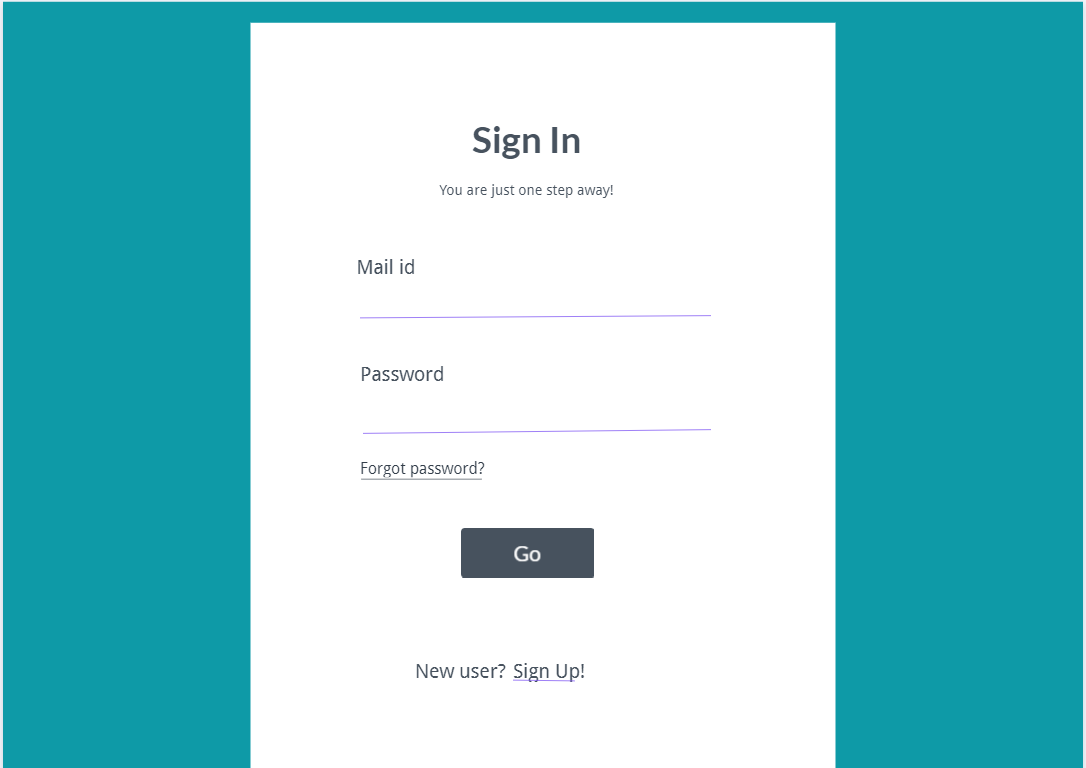 Sign In
You are just one step away!
Mail id
Password
Forgot password?
Go
New user? Sign Up!